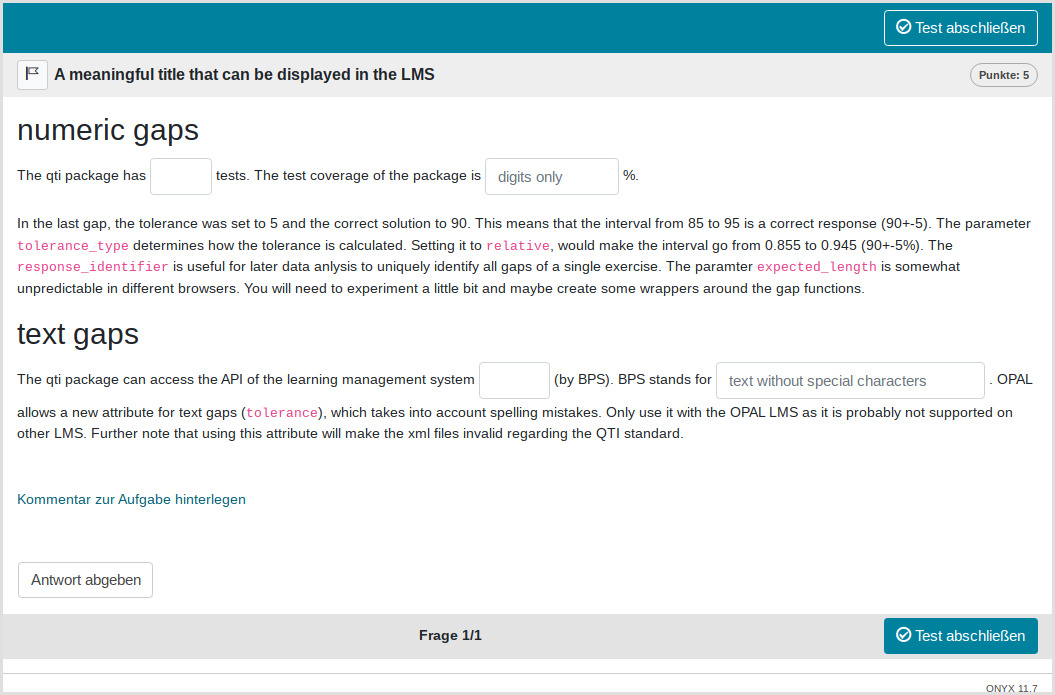 Test abschließen
A meaningful title that can be displayed in the LMS
Punkte: 5
numeric gaps
The qti package has tests. The test coverage of the package is digits only %.
In the last gap, the tolerance was set to 5 and the correct solution to 90. This means that the interval from 85 to 95 is a correct response (90+-5). The parameter
tolerance_type determines how the tolerance is calculated. Setting it to relative, would make the interval go from 0.855 to 0.945 (90+-5%). The
response_identifier is useful for later data anlysis to uniquely identify all gaps of a single exercise. The paramter expected_length is somewhat
unpredictable in different browsers. You will need to experiment a little bit and maybe create some wrappers around the gap functions.
text gaps
The qti package can access the API of the learning management system (by BPS). BPS stands for text without special characters . OPAL
allows a new attribute for text gaps (tolerance), which takes into account spelling mistakes. Only use it with the OPAL LMS as it is probably not supported on
other LMS. Further note that using this attribute will make the xml files invalid regarding the QTI standard.
Kommentar zur Aufgabe hinterlegen
Antwort abgeben
Frage 1/1
Test abschließen
ONYX 11.7